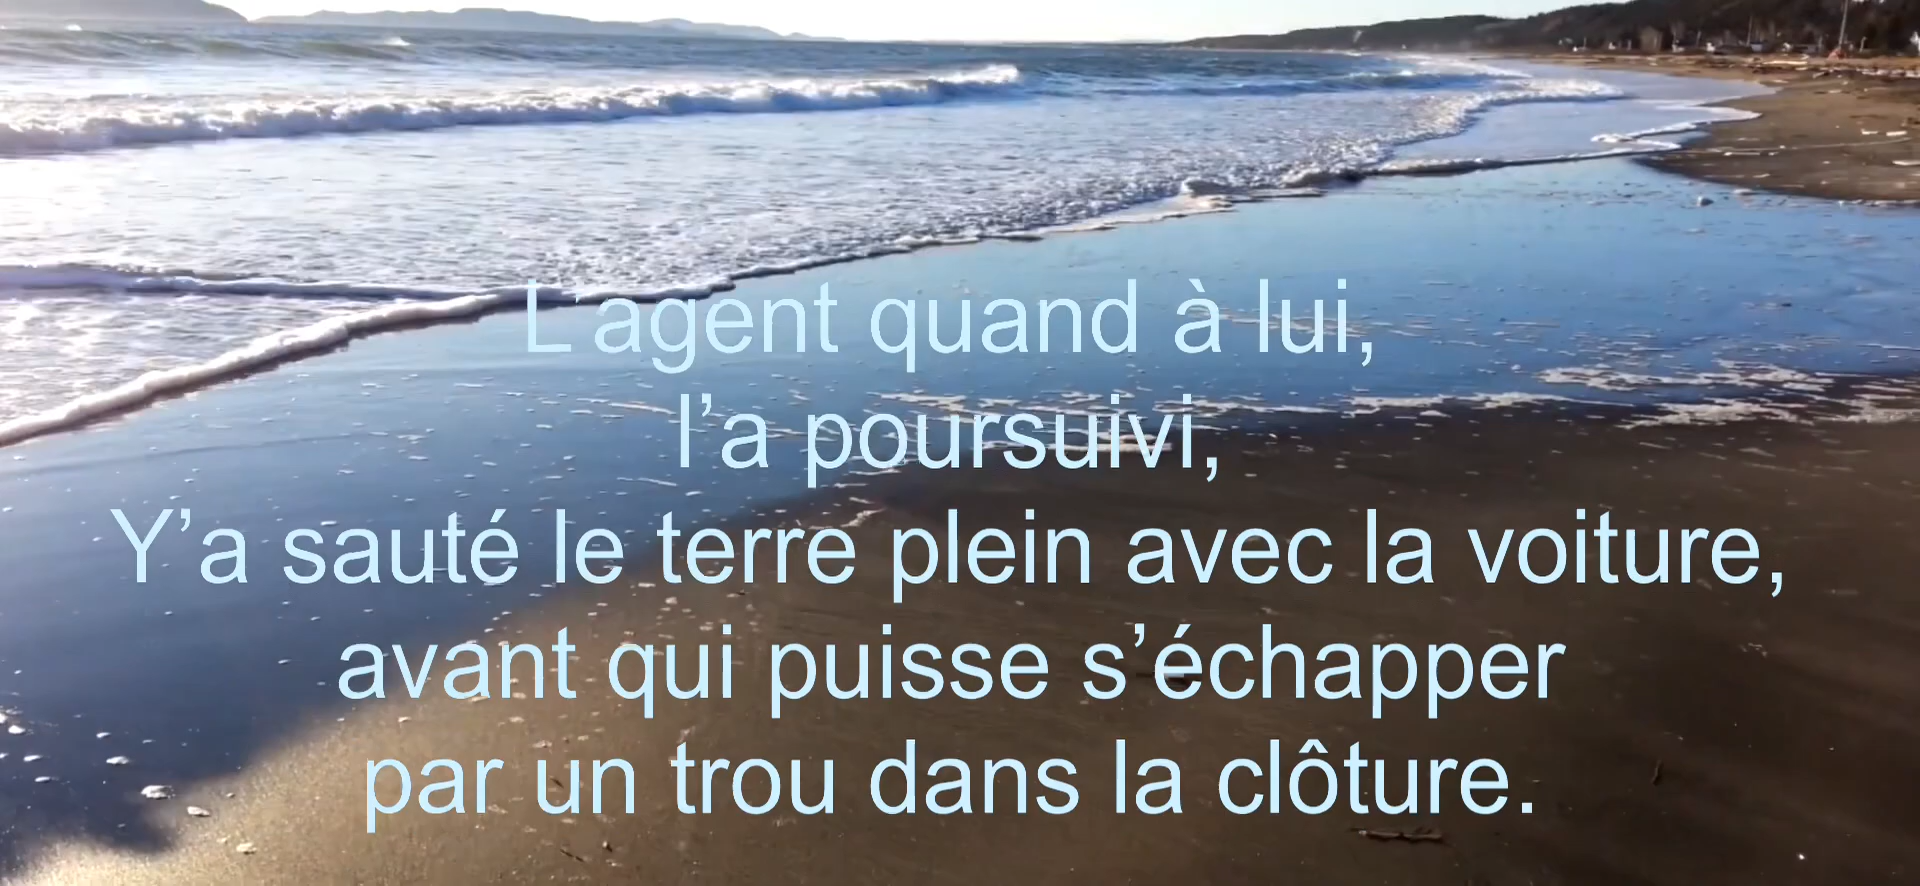 L'agent quand à lui,
l’a poursuivi,
Y’a sauté le terre plein avec la voiture,
avant qui puisse s’échapper
par un trou dans la clôture.